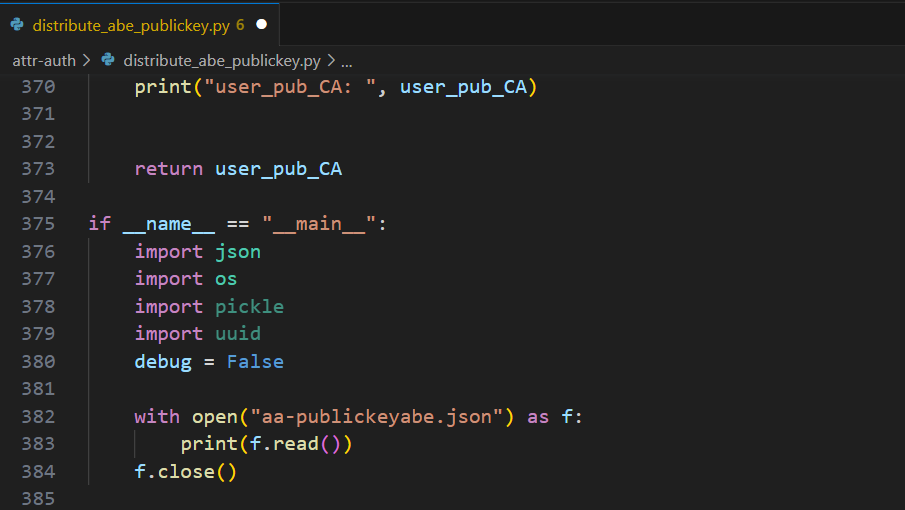 distribute_abe_publickey.py 6
attr-auth > distribute_abe_publickey.py > ...
370 print("user_pub_CA: ", user_pub_CA)
371
372
373 return user_pub_CA
374
375 if __name__ == "__main__":
376 import json
377 import os
378 import pickle
379 import uuid
380 debug = False
381
382 with open("aa-publickeyabe.json") as f:
383 print(f.read())
384 f.close()
385